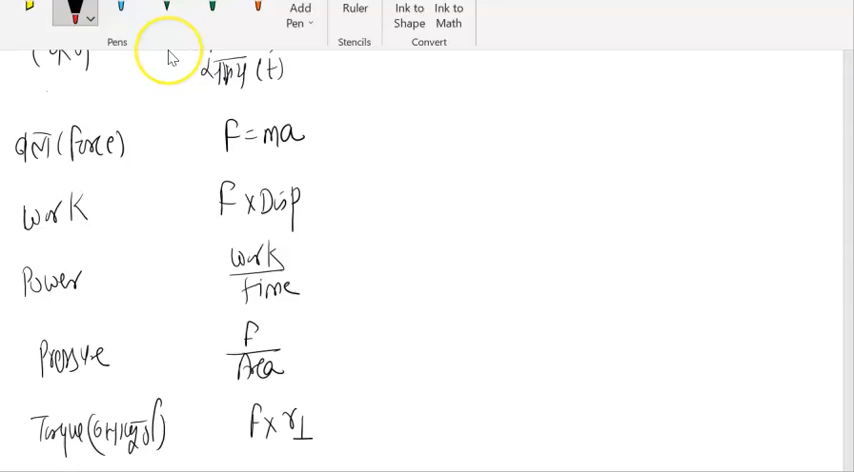 Add Ruler Ink to Ink to
Pen Shape Math
Pens Stencils Convert
(t)
बल (force) F = ma
work F x Disp
Power work
time
Pressure F
Area
Torque F x r⊥